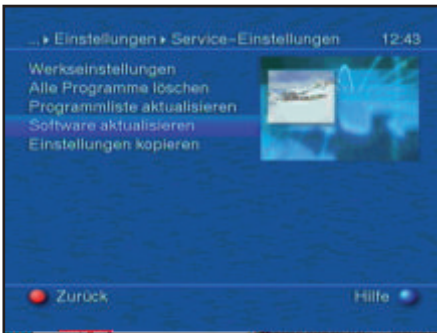 ...▸ Einstellungen ▸ Service-Einstellungen 12:43
Werkseinstellungen
Alle Programme löschen
Programmliste aktualisieren
Software aktualisieren
Einstellungen kopieren
Zurück Hilfe